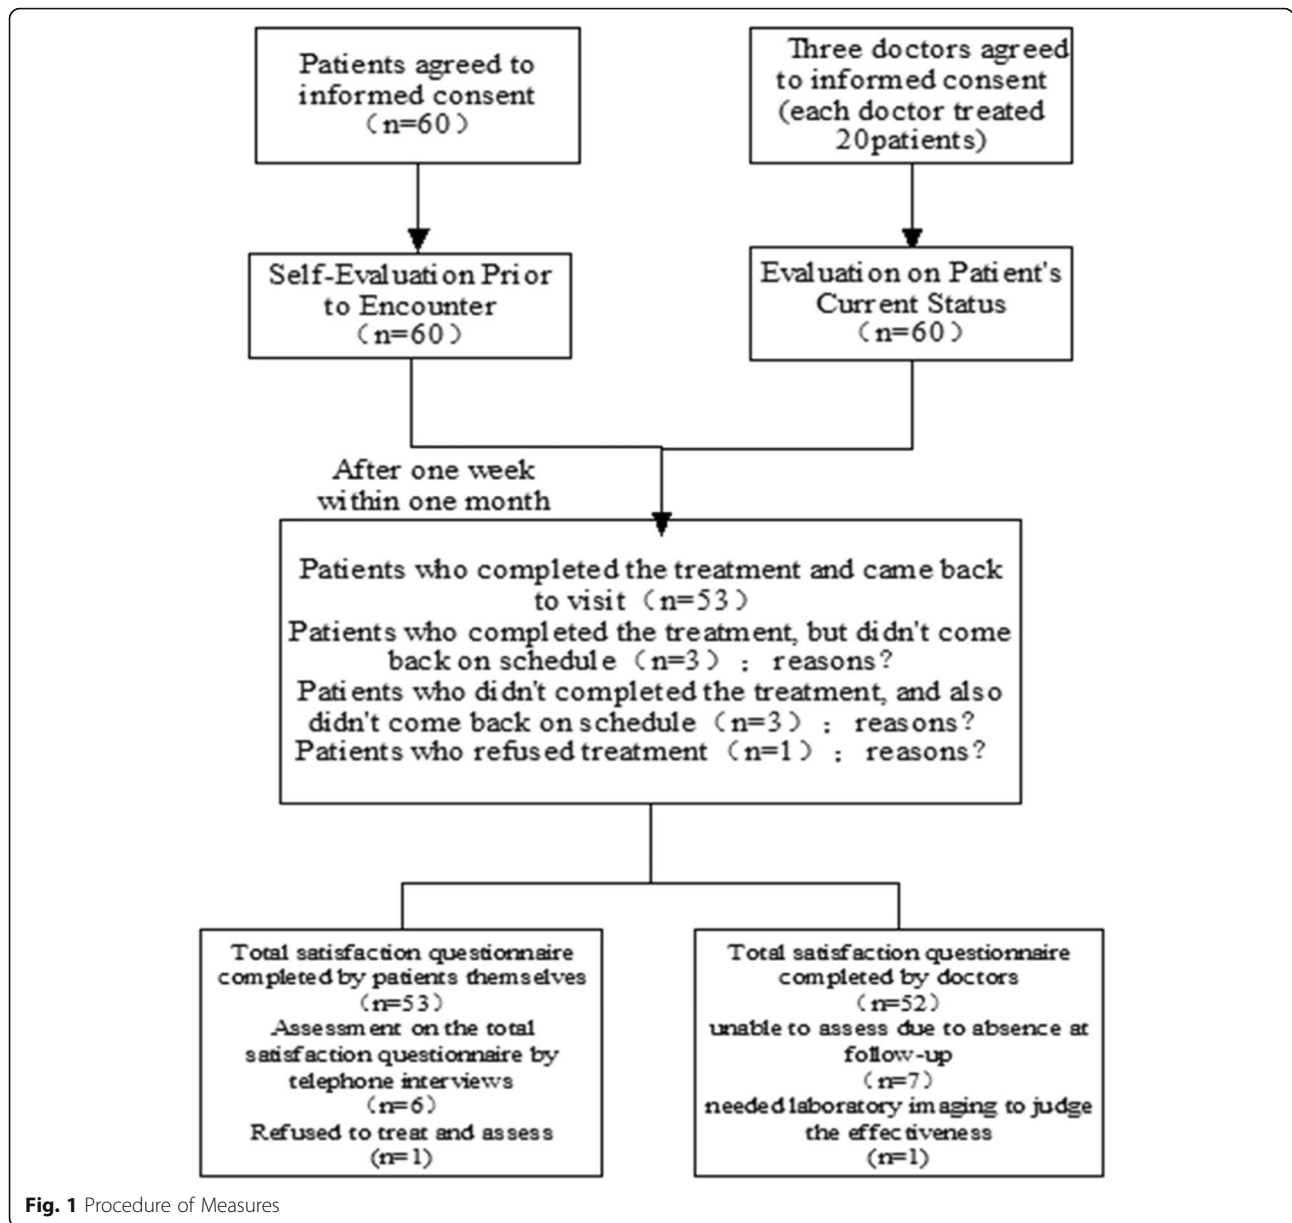 Patients agreed to
informed consent
（n=60）
Three doctors agreed
to informed consent
(each doctor treated
20patients)
Self-Evaluation Prior
to Encounter
（n=60）
Evaluation on Patient's
Current Status
（n=60）
After one week
within one month
Patients who completed the treatment and came back
to visit（n=53）
Patients who completed the treatment, but didn't come
back on schedule（n=3）； reasons?
Patients who didn't completed the treatment, and also
didn't come back on schedule（n=3）； reasons?
Patients who refused treatment（n=1）； reasons?
Total satisfaction questionnaire
completed by patients themselves
（n=53）
Assessment on the total
satisfaction questionnaire by
telephone interviews
（n=6）
Refused to treat and assess
(n=1)
Total satisfaction questionnaire
completed by doctors
（n=52）
unable to assess due to absence at
follow-up
（n=7）
needed laboratory imaging to judge
the effectiveness
(n=1)
Fig. 1 Procedure of Measures